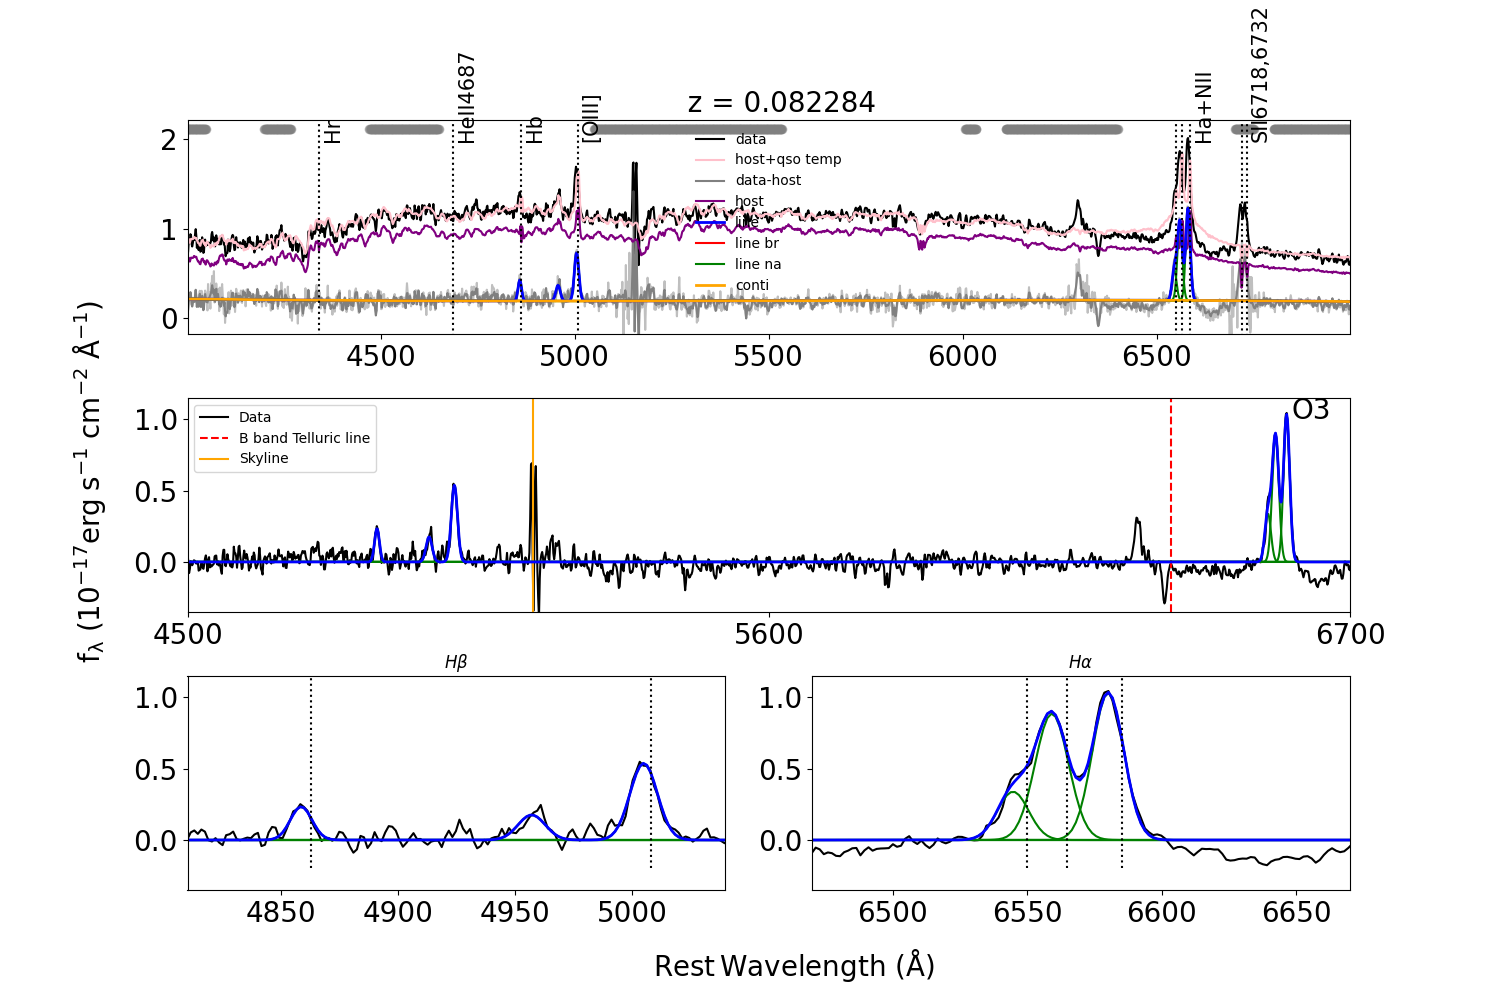 z = 0.082284
Hr
HeII4687
Hb
[OIII]
Ha+NII
SII6718,6732
data
host+qso temp
data-host
host
line
line br
line na
conti
2
1
0
4500 5000 5500 6000 6500
Data
B band Telluric line
Skyline
O3
1.0
0.5
0.0
4500 5600 6700
fλ (10⁻¹⁷erg s⁻¹ cm⁻² Å⁻¹)
Hβ
1.0
0.5
0.0
4850 4900 4950 5000
Hα
1.0
0.5
0.0
6500 6550 6600 6650
Rest Wavelength (Å)